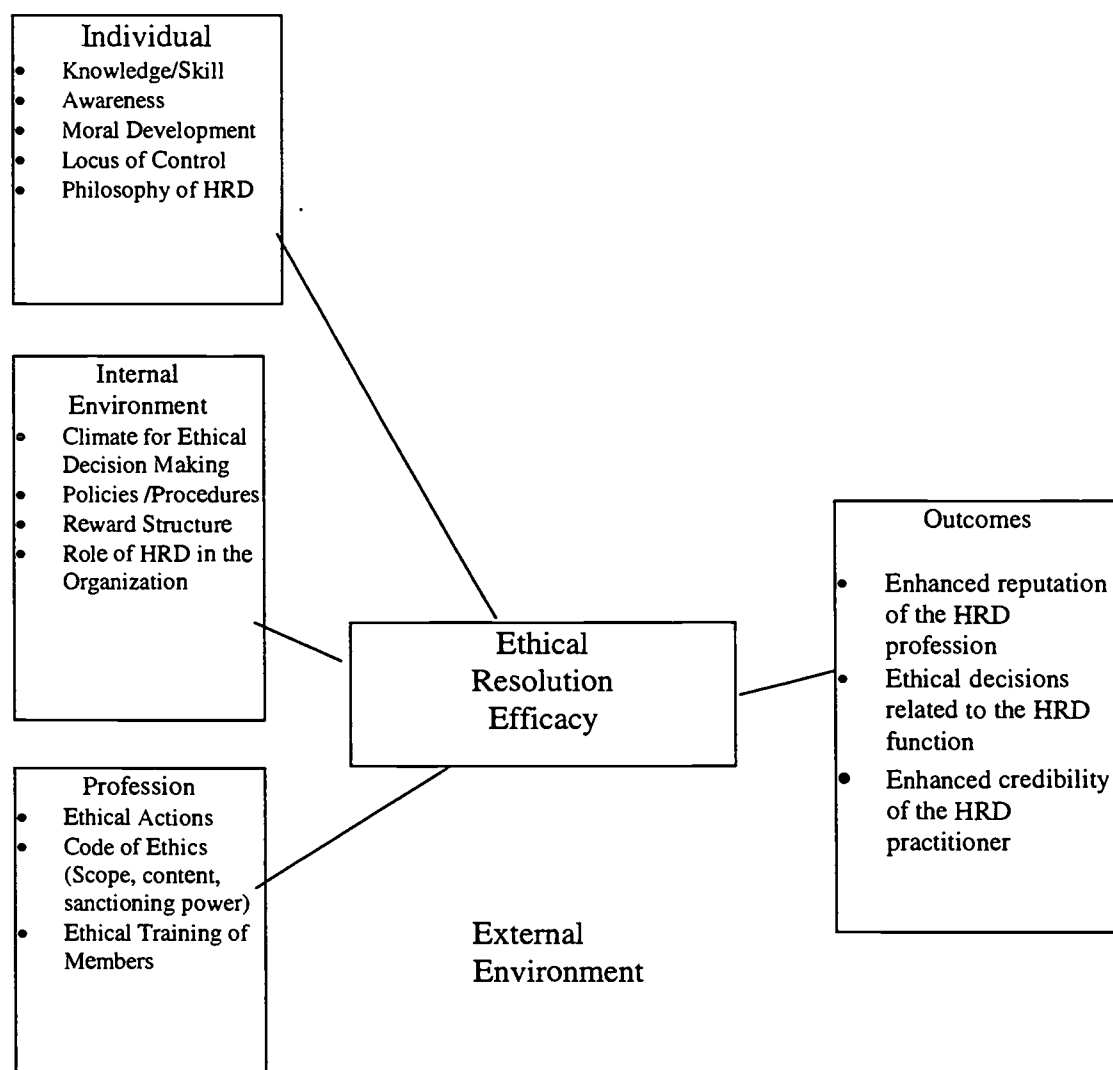 Individual
• Knowledge/Skill
• Awareness
• Moral Development
• Locus of Control
• Philosophy of HRD
Internal
Environment
• Climate for Ethical
Decision Making
• Policies /Procedures
• Reward Structure
• Role of HRD in the
Organization
Profession
• Ethical Actions
• Code of Ethics
(Scope, content,
sanctioning power)
• Ethical Training of
Members
Ethical
Resolution
Efficacy
External
Environment
Outcomes
• Enhanced reputation
of the HRD
profession
• Ethical decisions
related to the HRD
function
• Enhanced credibility
of the HRD
practitioner